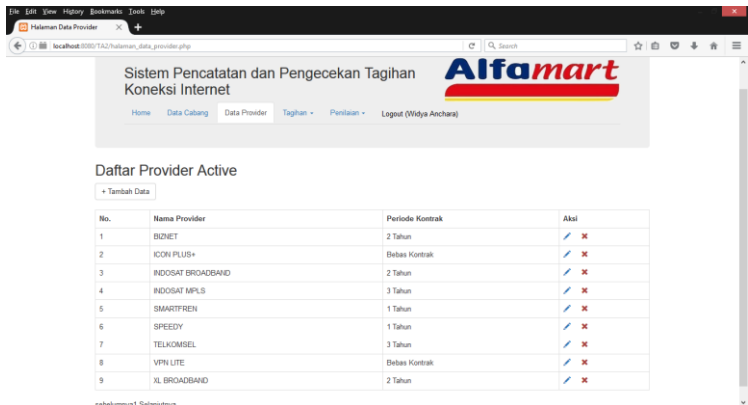 File Edit View History Bookmarks Tools Help
Halaman Data Provider × +
localhost:8080/TA2/halaman_data_provider.php Search
Sistem Pencatatan dan Pengecekan Tagihan
Koneksi Internet
Alfamart
Home Data Cabang Data Provider Tagihan Penilaian Logout (Widya Anchara)
Daftar Provider Active
+ Tambah Data
No. Nama Provider Periode Kontrak Aksi
1 BIZNET 2 Tahun
2 ICON PLUS+ Bebas Kontrak
3 INDOSAT BROADBAND 2 Tahun
4 INDOSAT MPLS 3 Tahun
5 SMARTFREN 1 Tahun
6 SPEEDY 1 Tahun
7 TELKOMSEL 3 Tahun
8 VPN LITE Bebas Kontrak
9 XL BROADBAND 2 Tahun
sebelumnya1 Selanjutnya